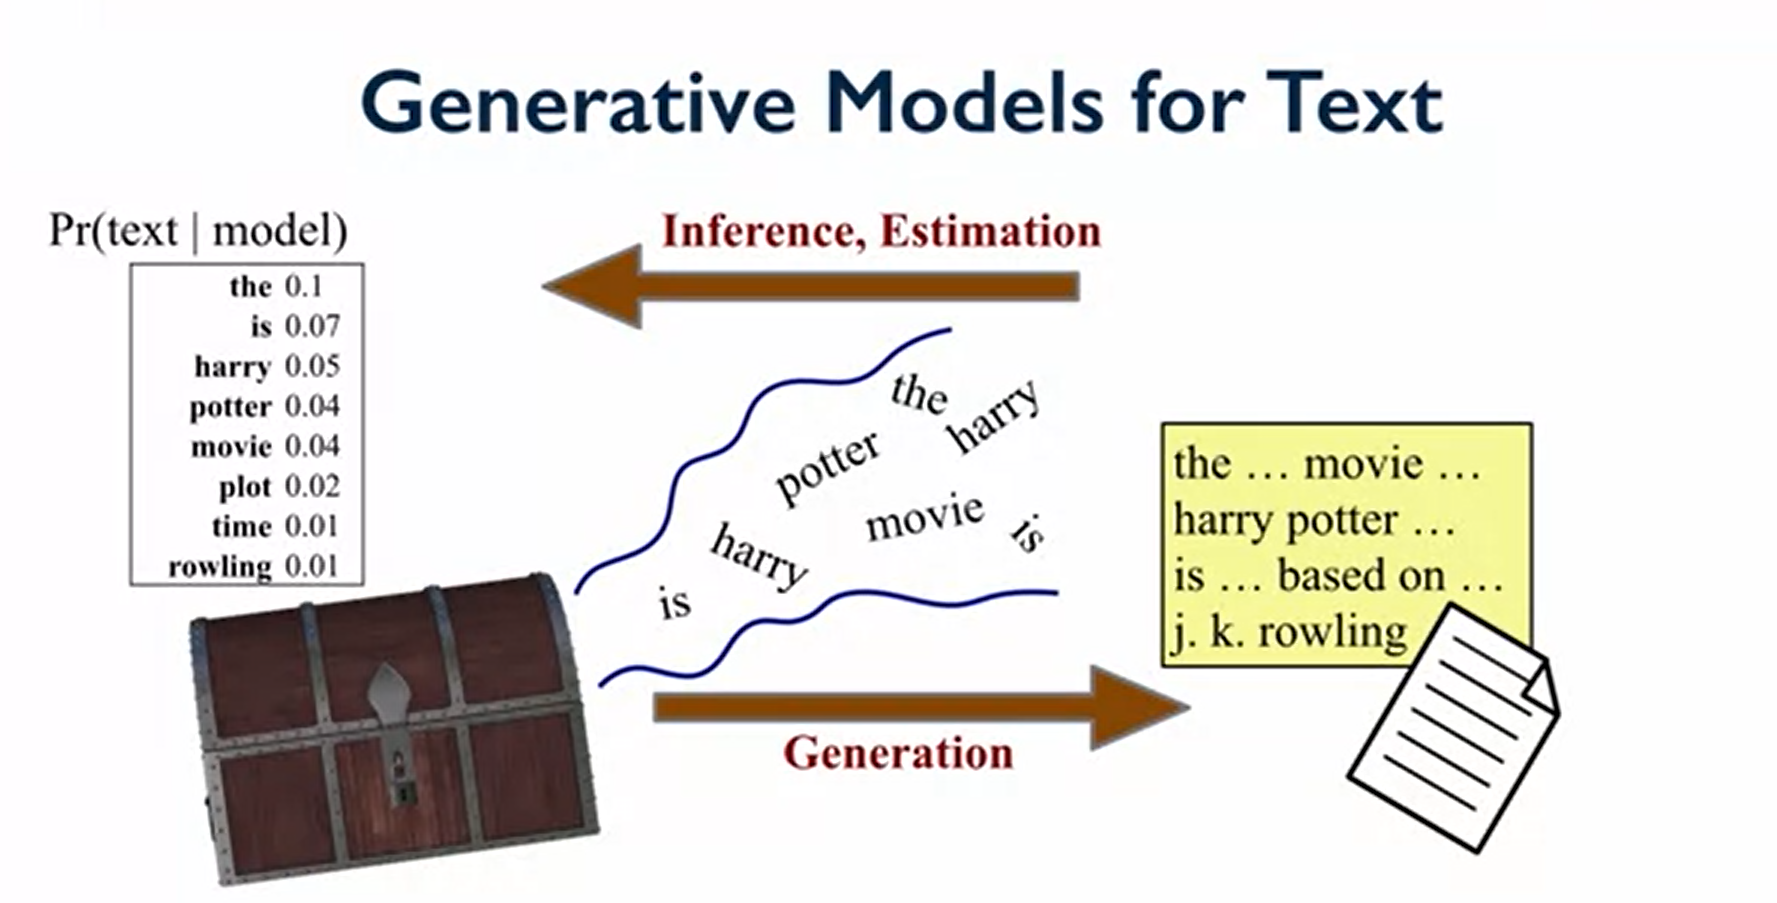 Generative Models for Text
Pr(text | model)
the 0.1
is 0.07
harry 0.05
potter 0.04
movie 0.04
plot 0.02
time 0.01
rowling 0.01
Inference, Estimation
the
harry
potter
movie
is
harry
is
Generation
the … movie …
harry potter …
is … based on …
j. k. rowling